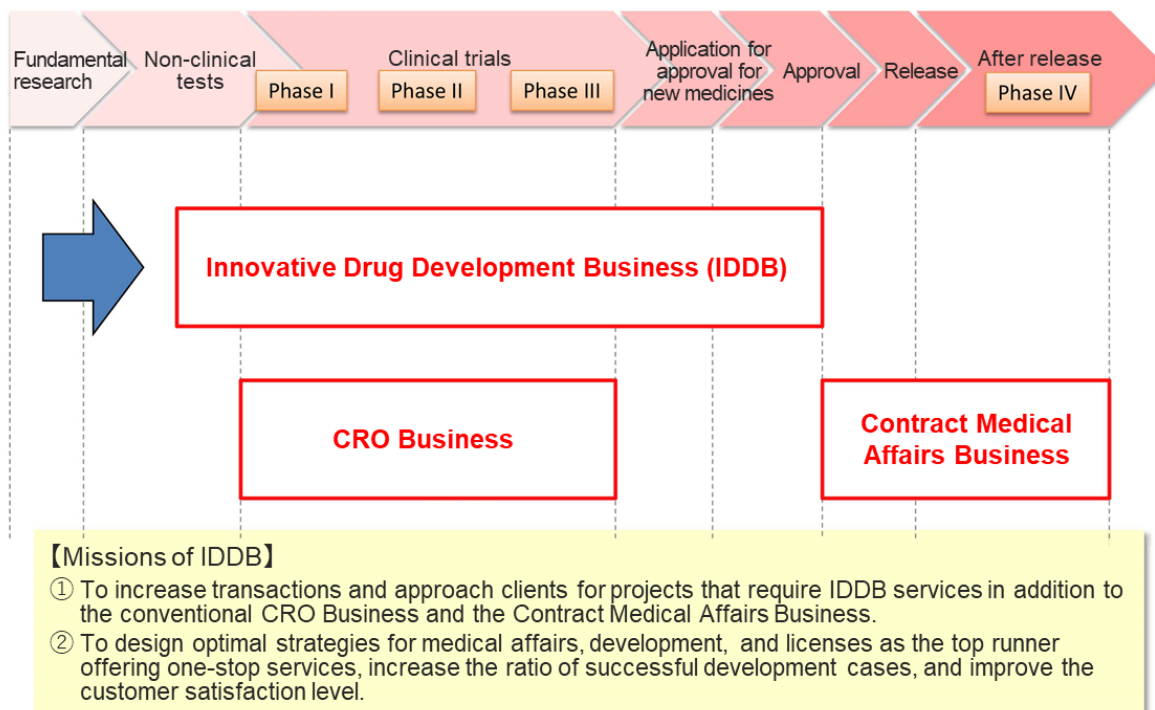 Fundamental
research
Non-clinical
tests
Clinical trials
Phase I
Phase II
Phase III
Application for
approval for
new medicines
Approval
Release
After release
Phase IV
Innovative Drug Development Business (IDDB)
CRO Business
Contract Medical
Affairs Business
【Missions of IDDB】
① To increase transactions and approach clients for projects that require IDDB services in addition to
the conventional CRO Business and the Contract Medical Affairs Business.
② To design optimal strategies for medical affairs, development, and licenses as the top runner
offering one-stop services, increase the ratio of successful development cases, and improve the
customer satisfaction level.